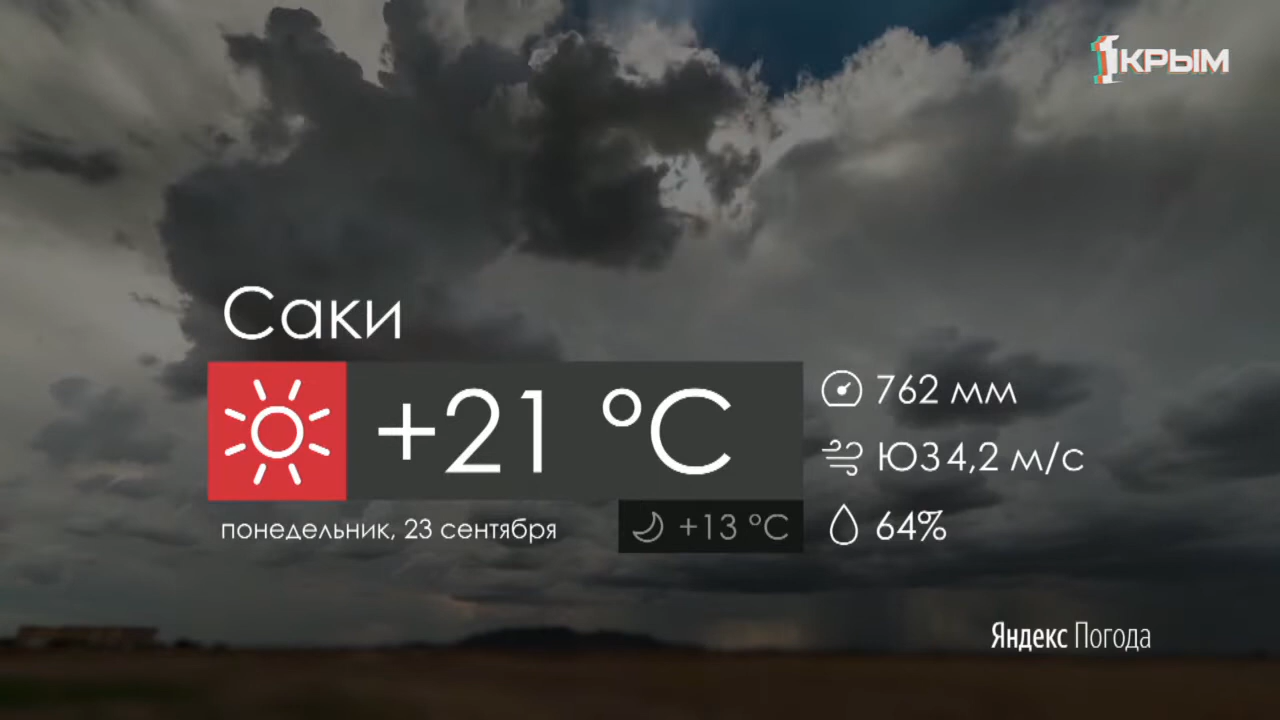 1КРЫМ
Саки
+21 °C
762 мм
ЮЗ 4,2 м/с
понедельник, 23 сентября
+13 °C
64%
Яндекс Погода